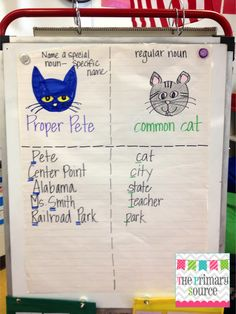 Name a special
noun - specific
name
regular noun
Proper Pete
common cat
Pete
Center Point
Alabama
Ms. Smith
Railroad Park
cat
city
state
teacher
park
The Primary
Source